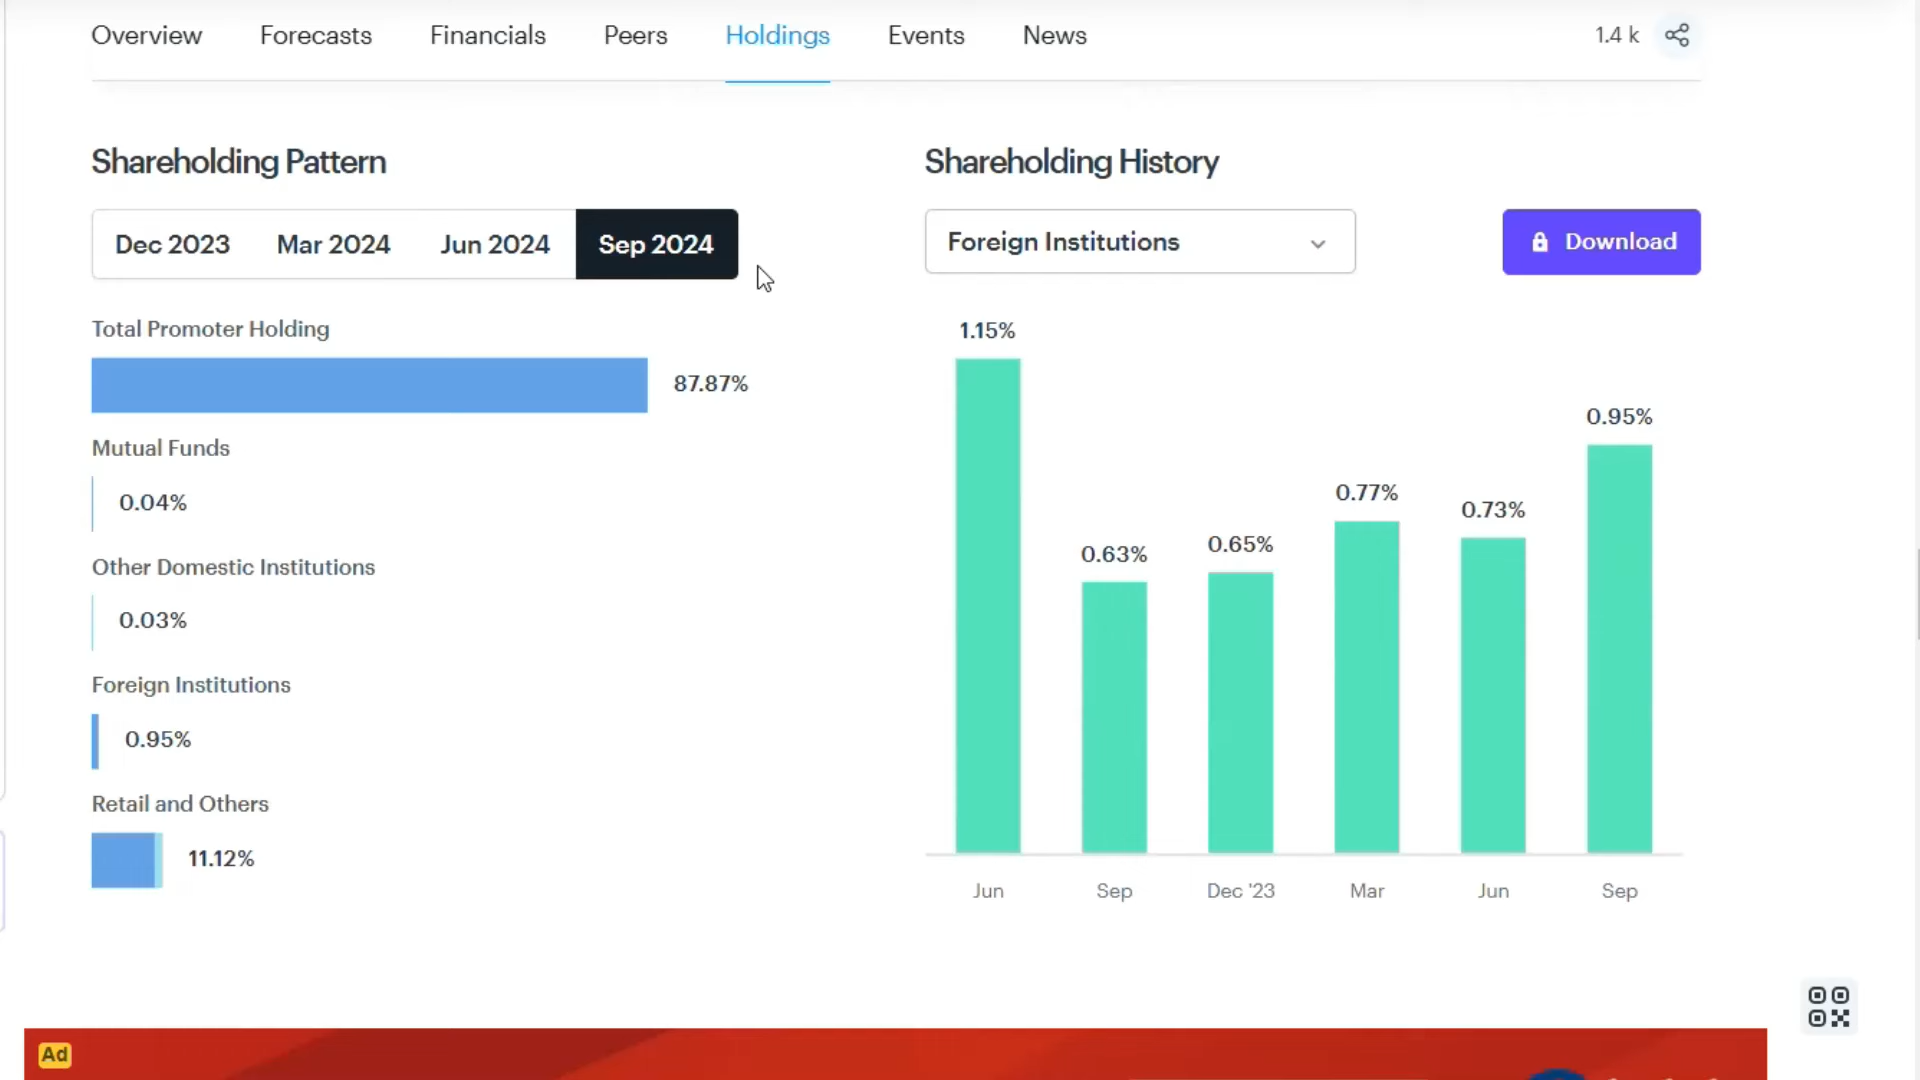 Overview Forecasts Financials Peers Holdings Events News 1.4 k
Shareholding Pattern
Dec 2023 Mar 2024 Jun 2024 Sep 2024
Total Promoter Holding
87.87%
Mutual Funds
0.04%
Other Domestic Institutions
0.03%
Foreign Institutions
0.95%
Retail and Others
11.12%
Shareholding History
Foreign Institutions
Download
1.15%
0.63%
0.65%
0.77%
0.73%
0.95%
Jun Sep Dec '23 Mar Jun Sep
Ad